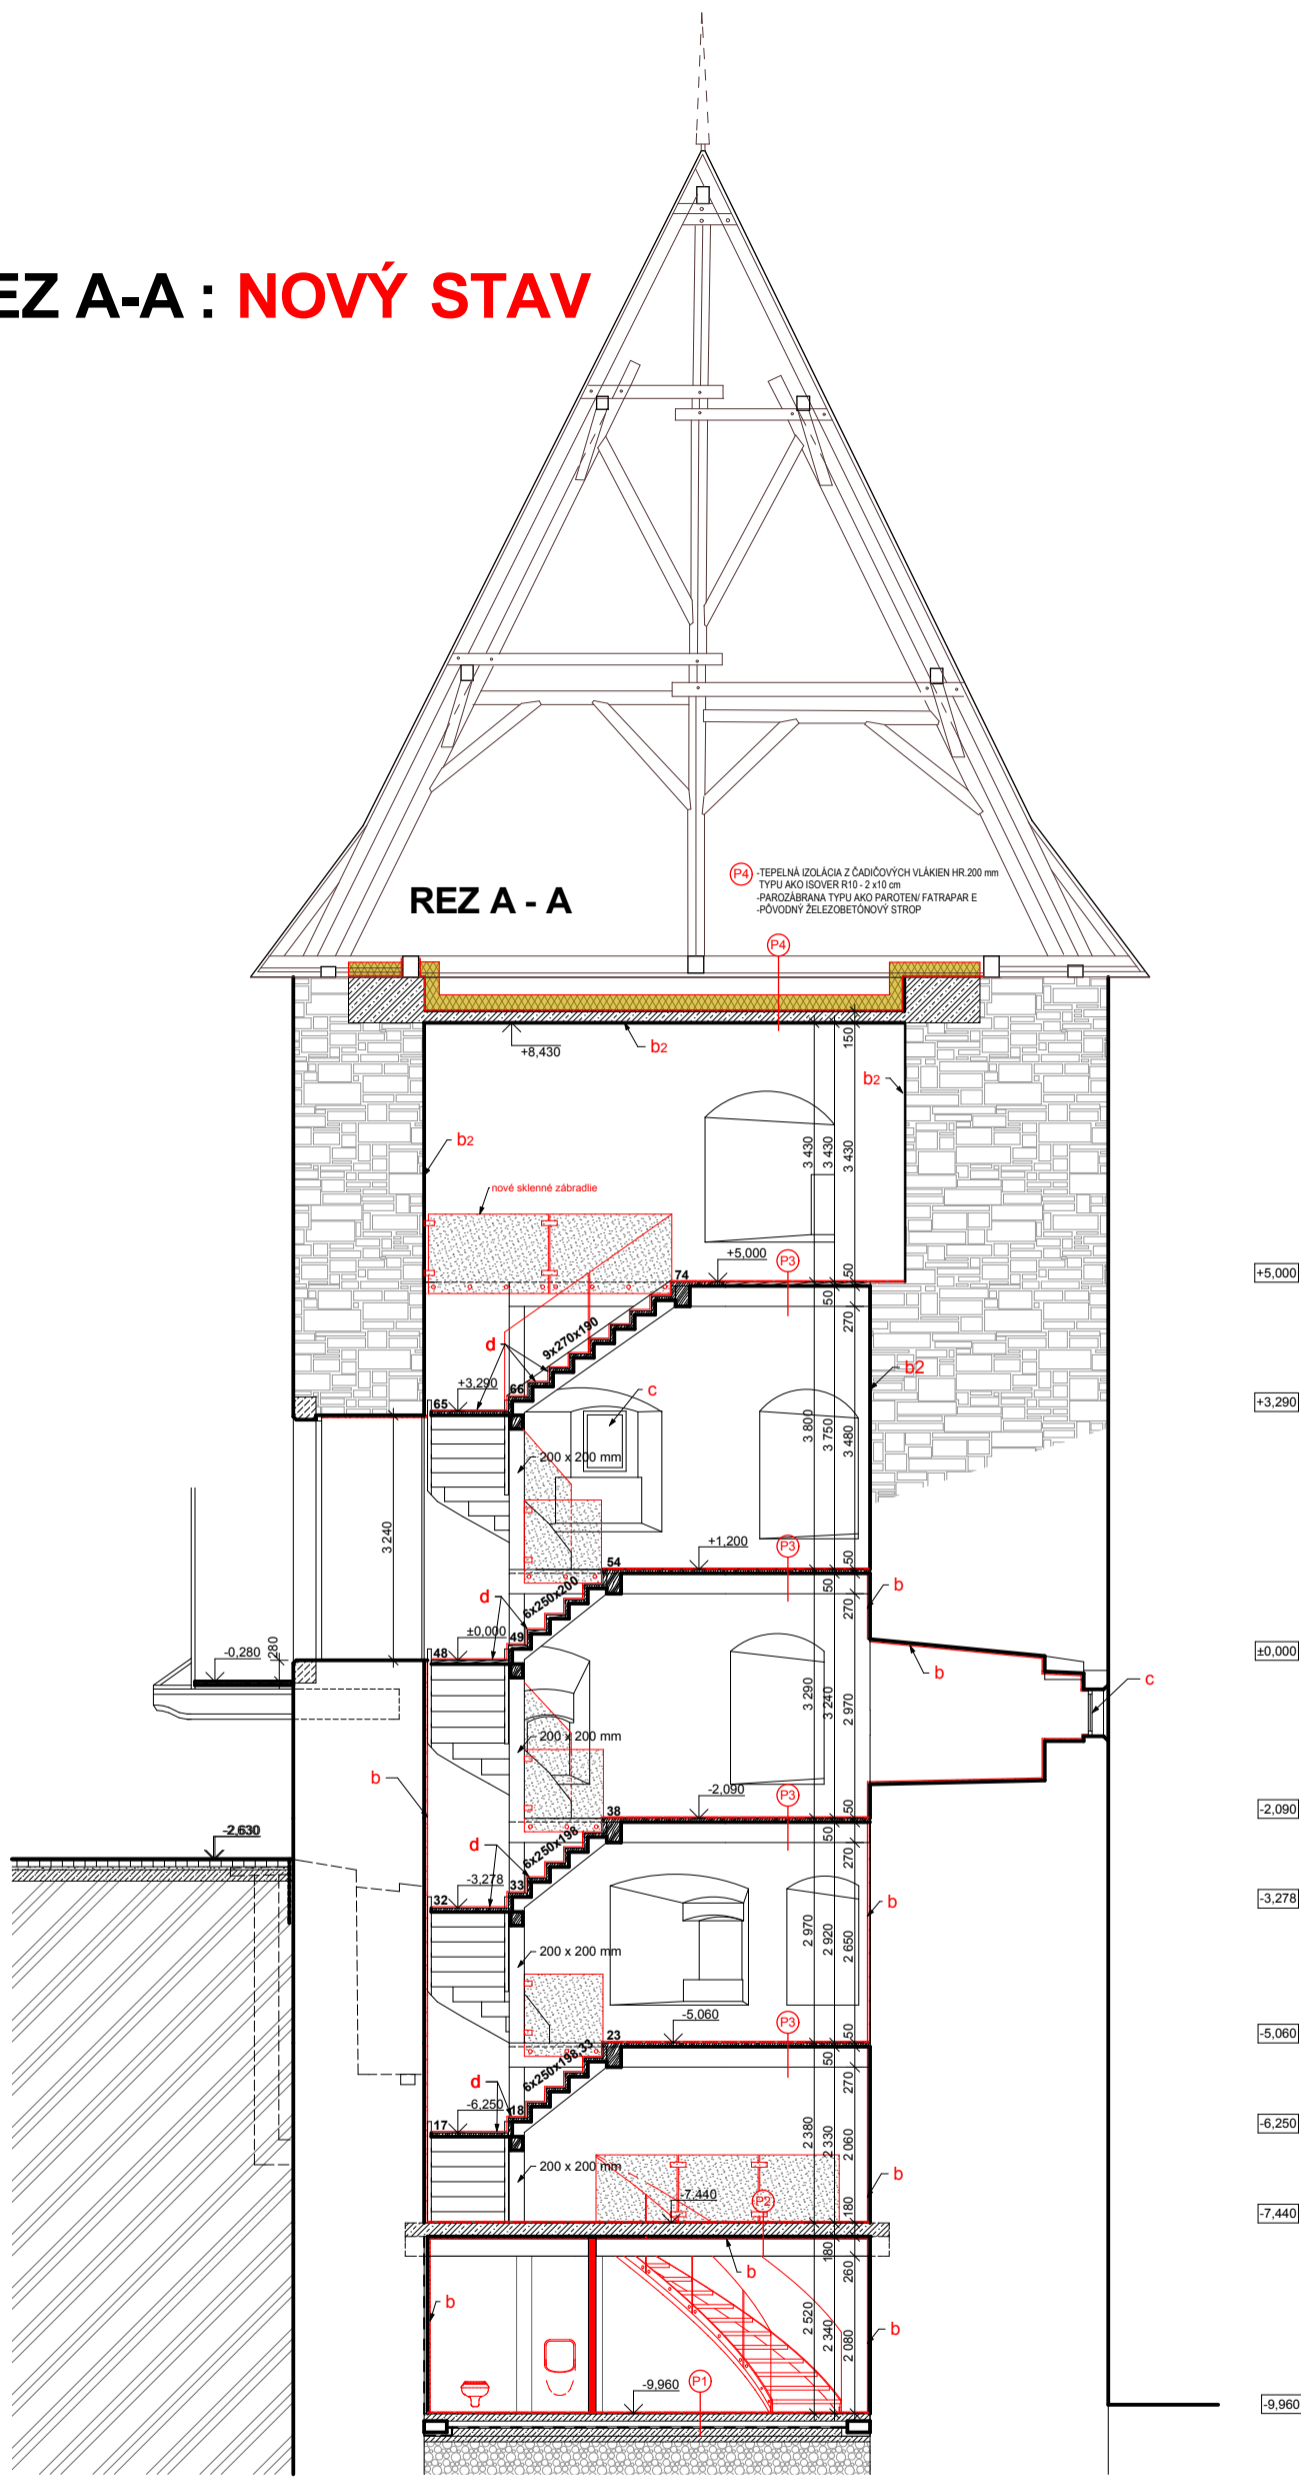 EZ A-A : NOVÝ STAV
P4
-TEPELNÁ IZOLÁCIA Z ČADIČOVÝCH VLÁKIEN HR.200 mm
TYPU AKO ISOVER R10 - 2 x10 cm
-PAROZÁBRANA TYPU AKO PAROTEN/ FATRAPAR E
-PÔVODNÝ ŽELEZOBETÓNOVÝ STROP
REZ A - A
P4
+8,430
b2
150
b2
b2
3 430
3 430
3 430
nové sklenné zábradlie
+5,000
P3
74
50
50
270
+5,000
9x270x190
d
b2
+3,290
66
65
c
+3,290
3 800
3 750
3 480
200 x 200 mm
3 240
+1,200
P3
54
50
50
270
b
6x250x200
d
±0,000
49
48
-0,280
280
b
±0,000
c
3 290
3 240
2 970
200 x 200 mm
b
-2,090
P3
38
50
50
270
-2,090
-2,630
6x250x198
d
-3,278
33
32
b
-3,278
2 970
2 920
2 650
200 x 200 mm
-5,060
P3
23
50
50
270
-5,060
6x250x198,33
d
-6,250
18
17
-6,250
2 380
2 330
2 060
200 x 200 mm
b
-7,440
P2
180
-7,440
180
b
260
b
2 520
2 340
2 080
b
P1
-9,960
-9,960